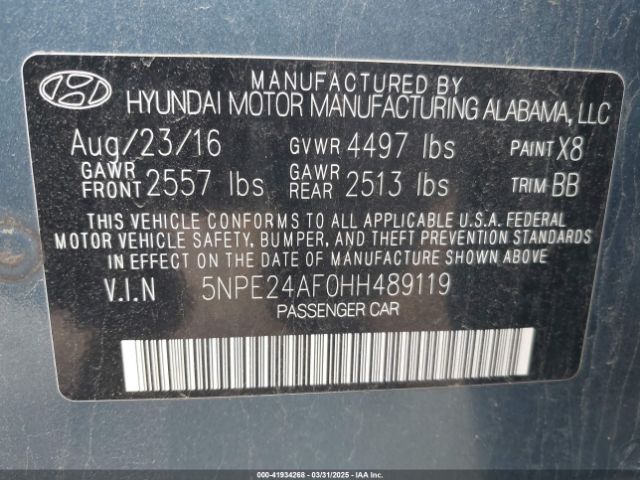 MANUFACTURED BY
HYUNDAI MOTOR MANUFACTURING ALABAMA, LLC
Aug/23/16 GVWR 4497 lbs PAINT X8
GAWR FRONT 2557 lbs GAWR REAR 2513 lbs TRIM BB
THIS VEHICLE CONFORMS TO ALL APPLICABLE U.S.A. FEDERAL
MOTOR VEHICLE SAFETY, BUMPER, AND THEFT PREVENTION STANDARDS
IN EFFECT ON THE DATE OF MANUFACTURE SHOWN ABOVE
V.I.N 5NPE24AF0HH489119
PASSENGER CAR
000-41934268 - 03/31/2025 - COPYRIGHT IAA, LLC.